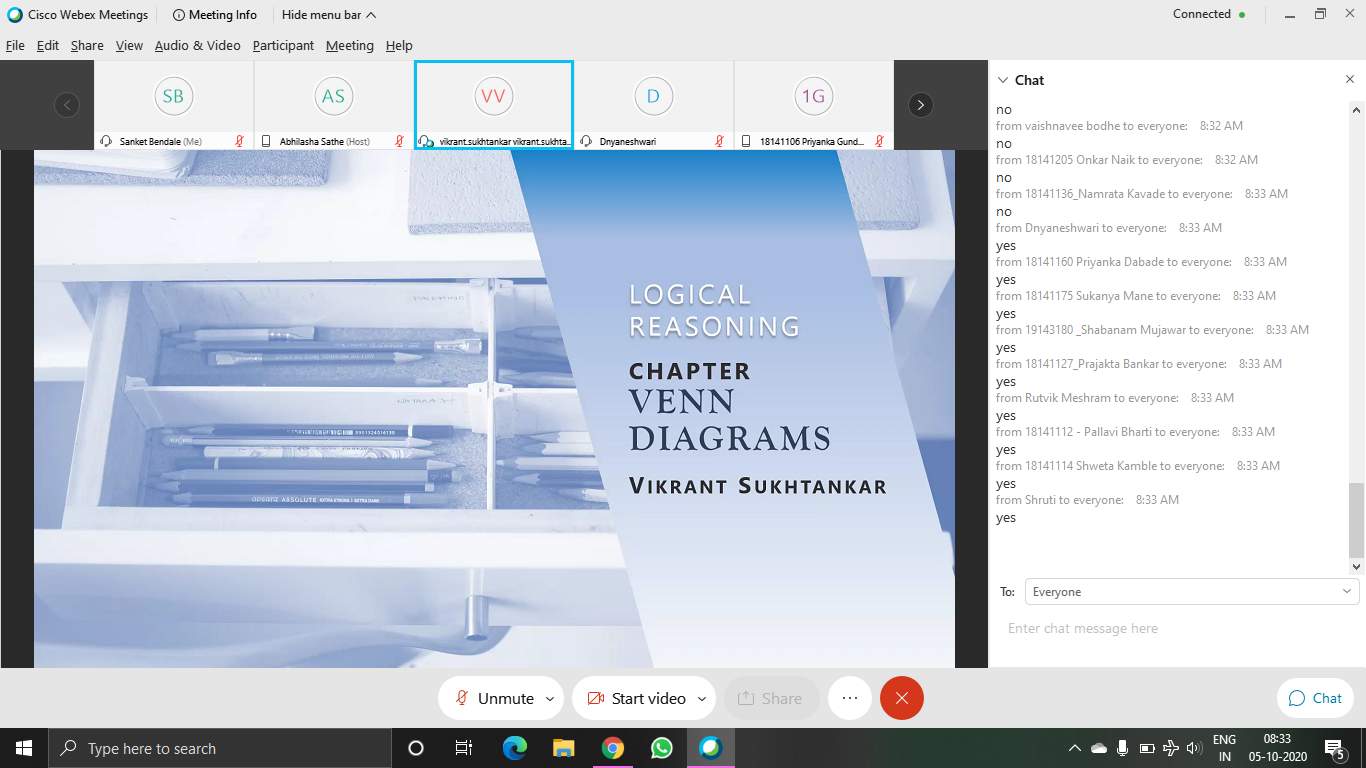 Cisco Webex Meetings
Meeting Info
Hide menu bar
Connected
File Edit Share View Audio & Video Participant Meeting Help
SB
AS
VV
D
1G
Sanket Bendale (Me)
Abhilasha Sathe (Host)
vikrant.sukhtankar vikrant.sukhta...
Dnyaneshwari
18141106 Priyanka Gund...
LOGICAL
REASONING
CHAPTER
VENN
DIAGRAMS
VIKRANT SUKHTANKAR
APSARA ABSOLUTE EXTRA STRONG | EXTRA DARK
Chat
no
from vaishnavee bodhe to everyone: 8:32 AM
no
from 18141205 Onkar Naik to everyone: 8:32 AM
no
from 18141136_Namrata Kavade to everyone: 8:33 AM
no
from Dnyaneshwari to everyone: 8:33 AM
yes
from 18141160 Priyanka Dabade to everyone: 8:33 AM
yes
from 18141175 Sukanya Mane to everyone: 8:33 AM
yes
from 19143180 _Shabanam Mujawar to everyone: 8:33 AM
yes
from 18141127_Prajakta Bankar to everyone: 8:33 AM
yes
from Rutvik Meshram to everyone: 8:33 AM
yes
from 18141112 - Pallavi Bharti to everyone: 8:33 AM
yes
from 18141114 Shweta Kamble to everyone: 8:33 AM
yes
from Shruti to everyone: 8:33 AM
yes
To: Everyone
Enter chat message here
Unmute
Start video
Share
Chat
Type here to search
ENG
IN
08:33
05-10-2020
5